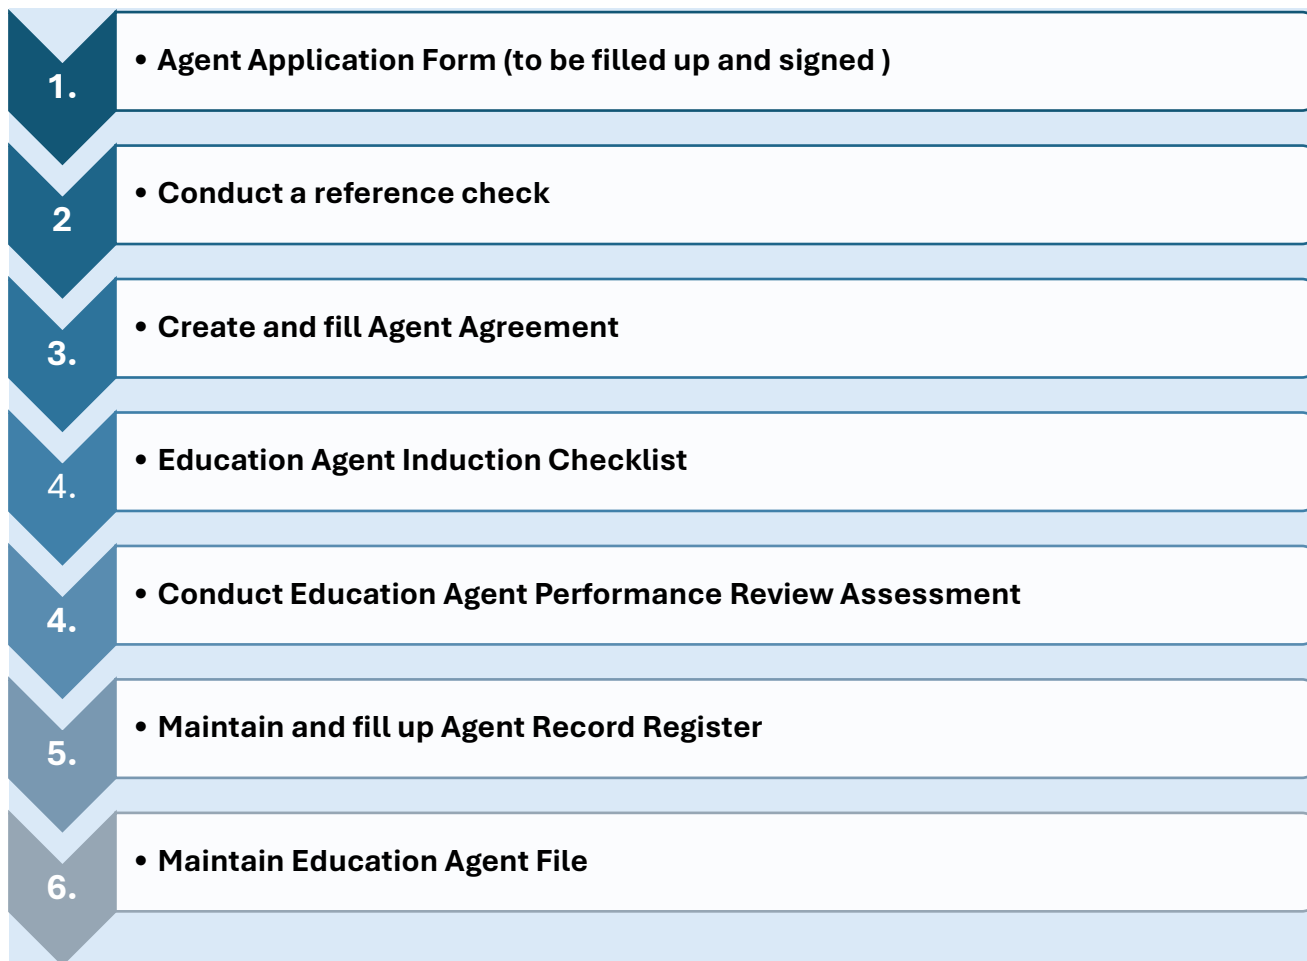 1.
• Agent Application Form (to be filled up and signed )
2
• Conduct a reference check
3.
• Create and fill Agent Agreement
4.
• Education Agent Induction Checklist
4.
• Conduct Education Agent Performance Review Assessment
5.
• Maintain and fill up Agent Record Register
6.
• Maintain Education Agent File